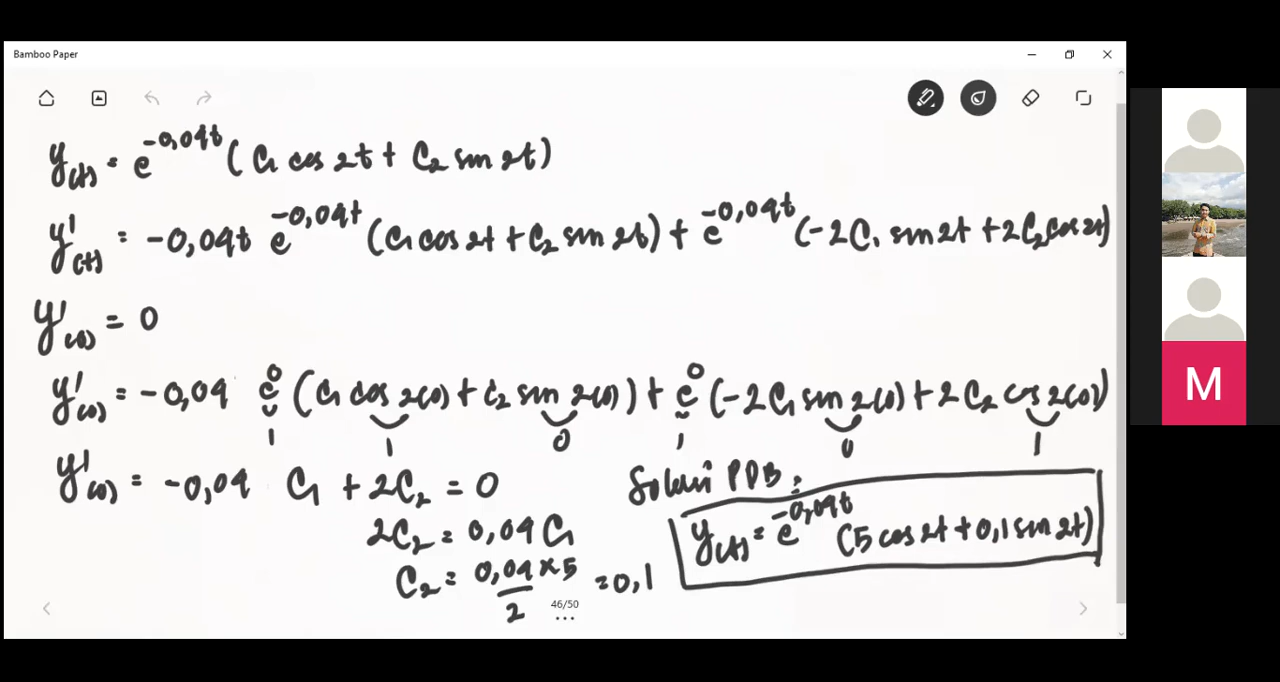 Bamboo Paper
y(t) = e^-0,04t (C1 cos 2t + C2 sin 2t)
y'(t) = -0,04t e^-0,04t (C1 cos 2t + C2 sin 2t) + e^-0,04t (-2C1 sin 2t + 2C2 cos 2t)
y'(0) = 0
y'(0) = -0,04 e^0 (C1 cos 2(0) + C2 sin 2(0)) + e^0 (-2C1 sin 2(0) + 2C2 cos 2(0))
1 1 0 1 0 1
y'(0) = -0,04 C1 + 2C2 = 0
2C2 = 0,04 C1
C2 = 0,04 x 5 / 2 = 0,1
Solusi PDB :
y(t) = e^-0,04t (5 cos 2t + 0,1 sin 2t)
46/50
M